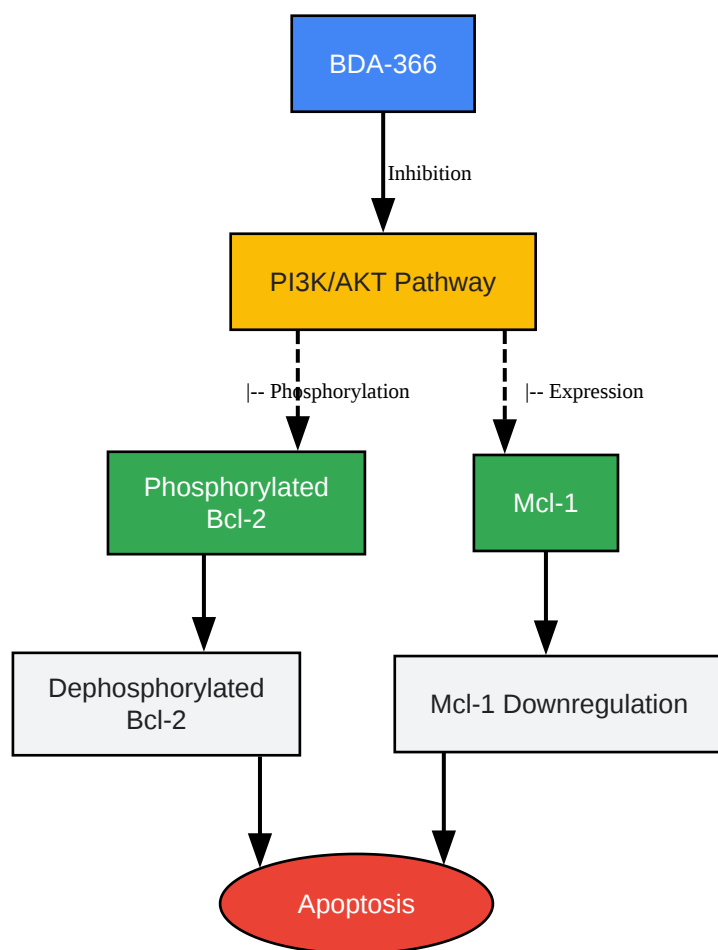 BDA-366
Inhibition
PI3K/AKT Pathway
|-- Phosphorylation
|-- Expression
Phosphorylated
Bcl-2
Mcl-1
Dephosphorylated
Bcl-2
Mcl-1 Downregulation
Apoptosis